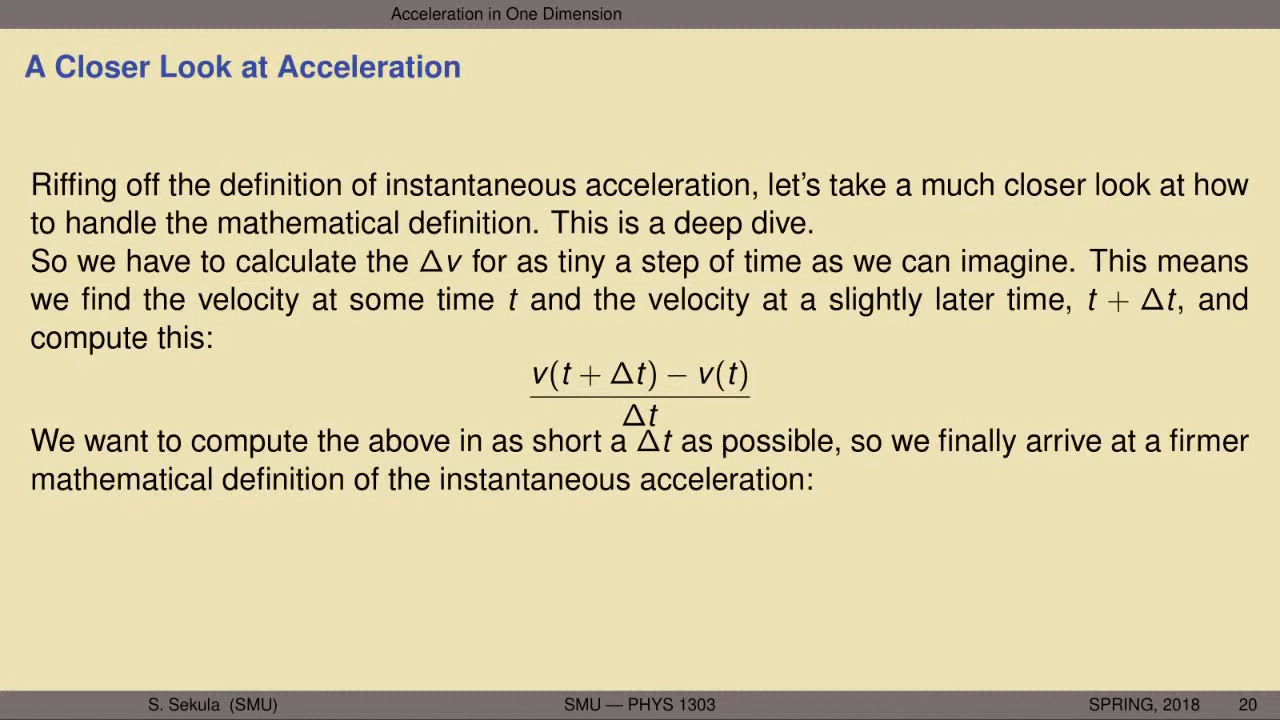 Acceleration in One Dimension
A Closer Look at Acceleration
Riffing off the definition of instantaneous acceleration, let's take a much closer look at how
to handle the mathematical definition. This is a deep dive.
So we have to calculate the Δv for as tiny a step of time as we can imagine. This means
we find the velocity at some time t and the velocity at a slightly later time, t + Δt, and
compute this:
v(t + Δt) − v(t)
Δt
We want to compute the above in as short a Δt as possible, so we finally arrive at a firmer
mathematical definition of the instantaneous acceleration:
S. Sekula (SMU) SMU — PHYS 1303 SPRING, 2018 20